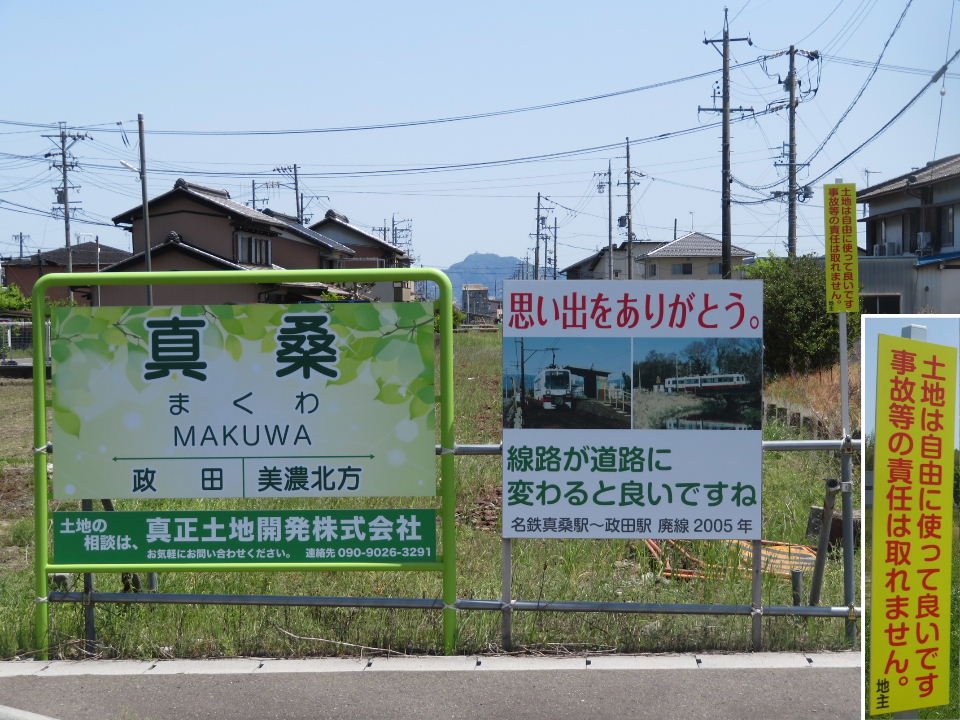 真 桑
まくわ
MAKUWA
政田 美濃北方
土地の
相談は、
真正土地開発株式会社
お気軽にお問い合わせください。 連絡先 090-9026-3291
思い出をありがとう。
線路が道路に
変わると良いですね
名鉄真桑駅~政田駅 廃線 2005年
土地は自由に使って良いです
事故等の責任は取れません。
土地は自由に使って良いです
事故等の責任は取れません。
地主